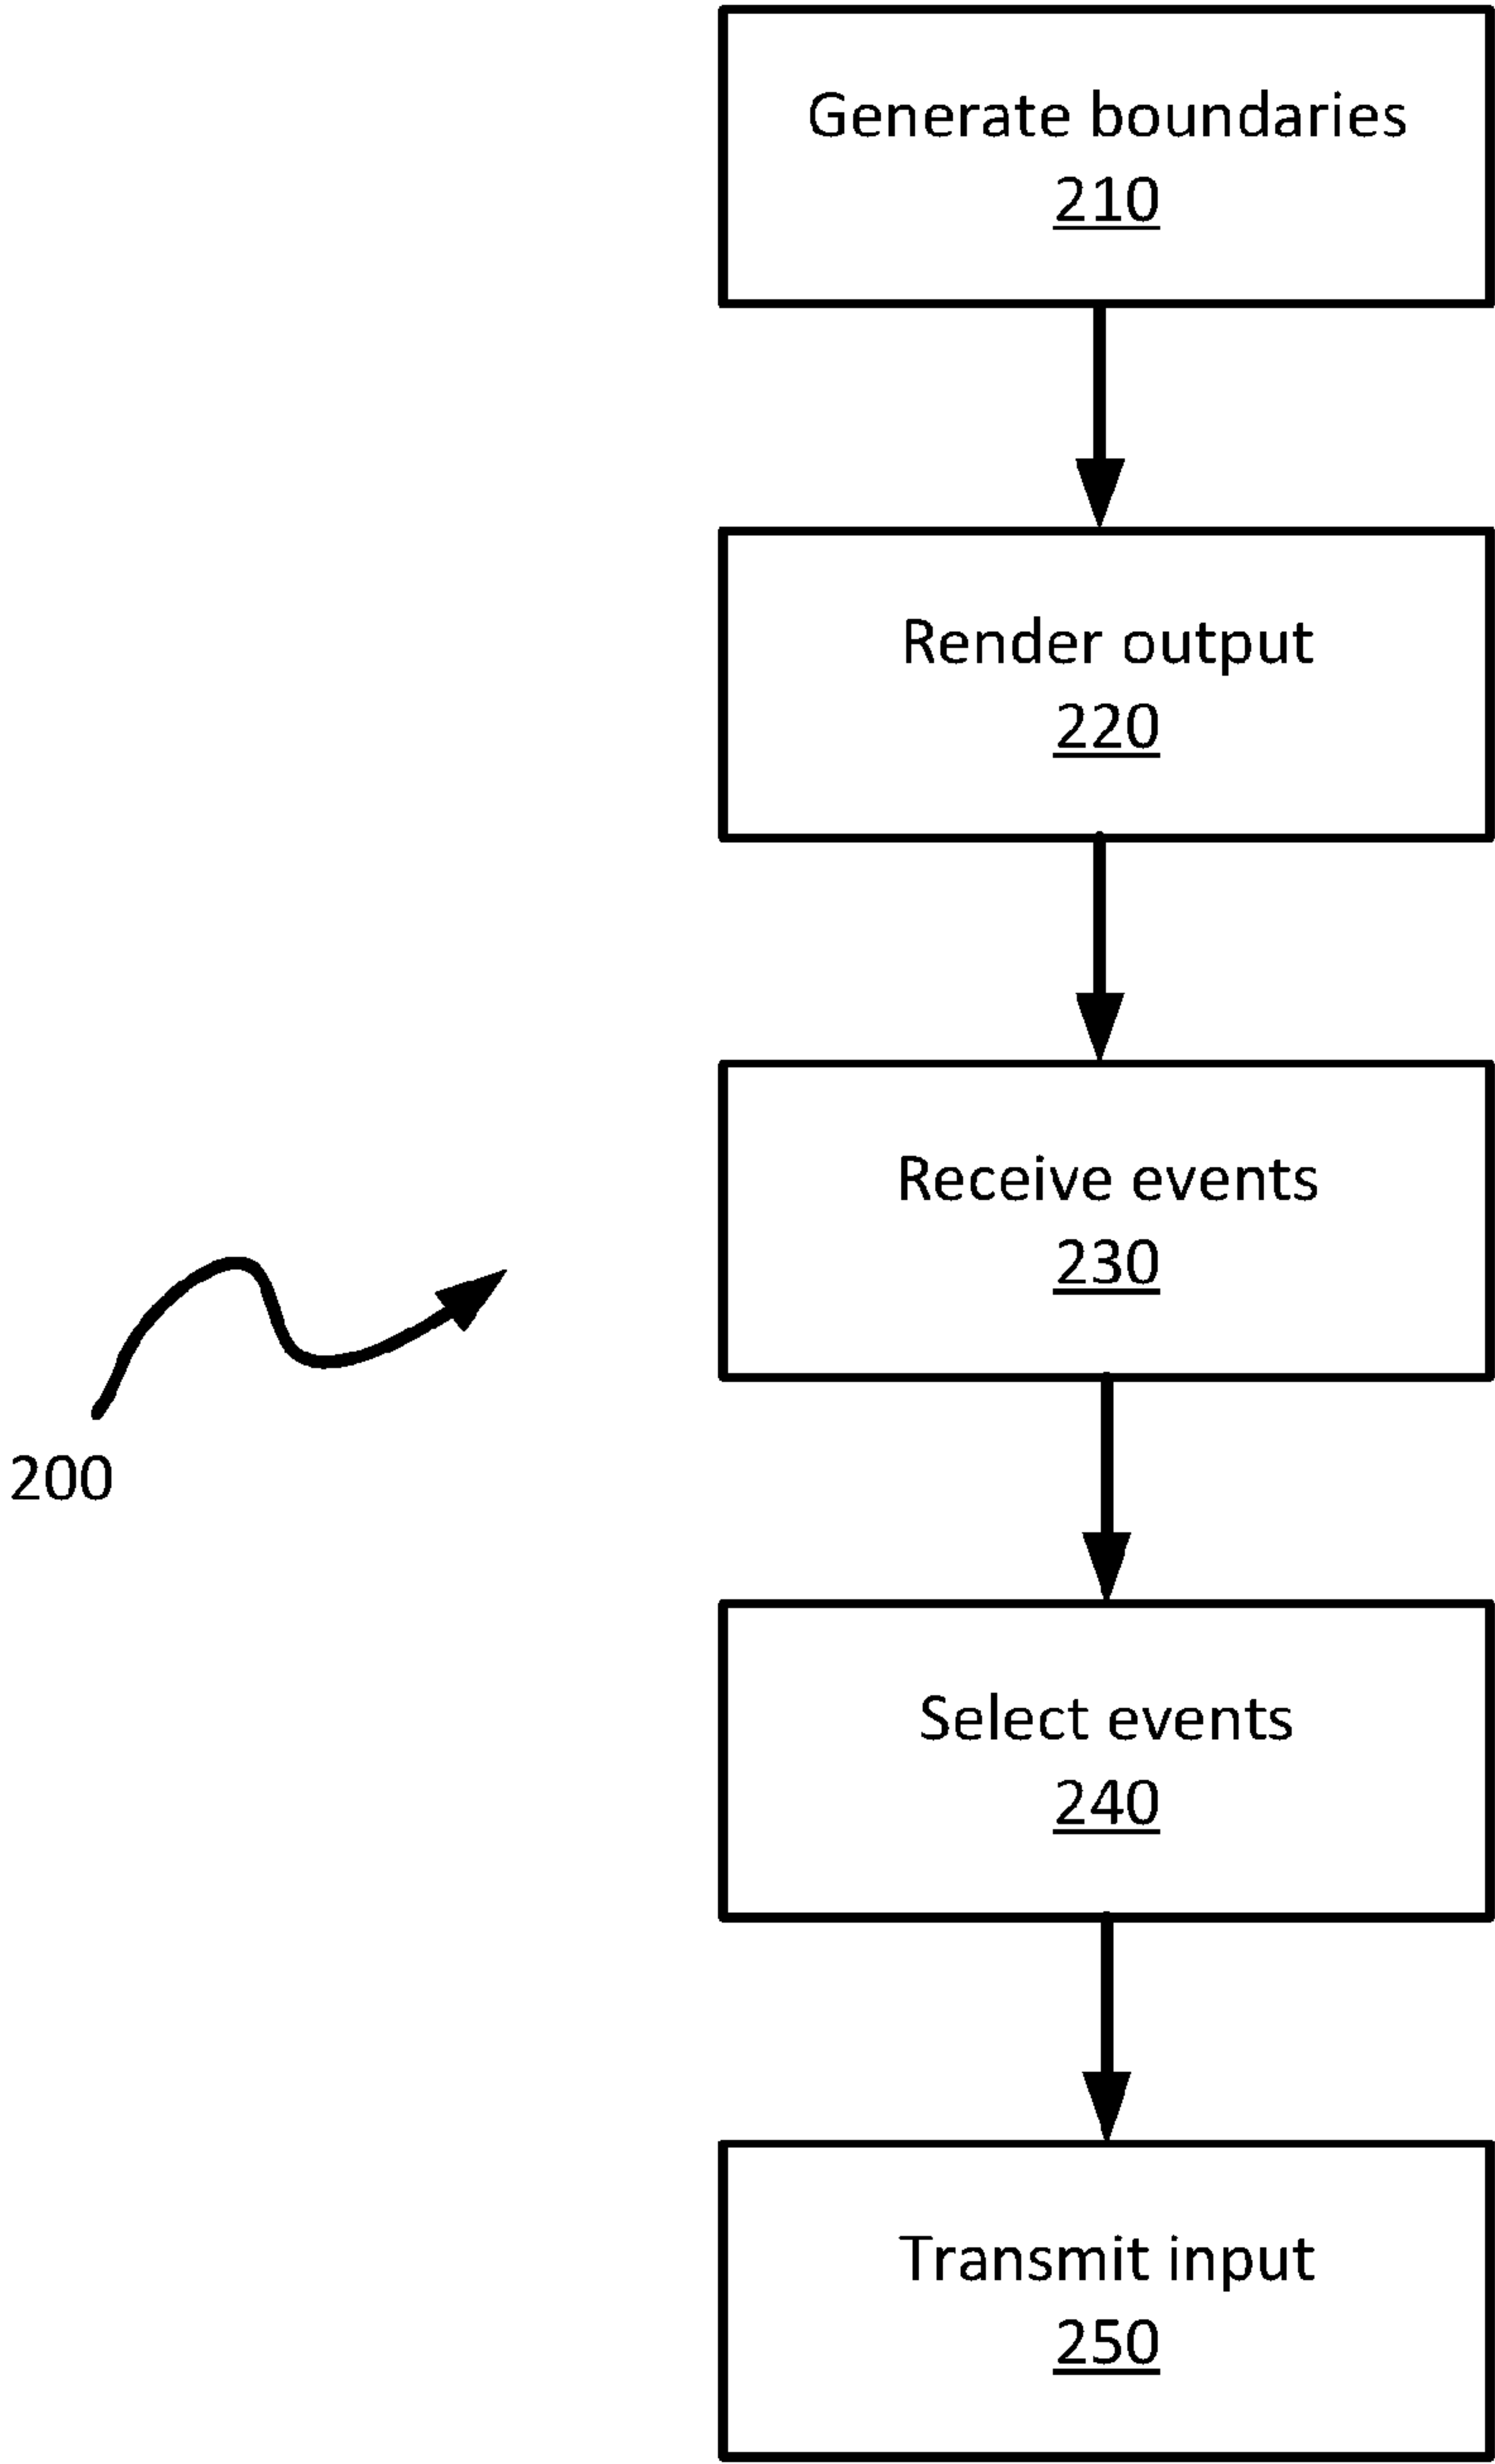 Generate boundaries
210
Render output
220
Receive events
230
200
Select events
240
Transmit input
250